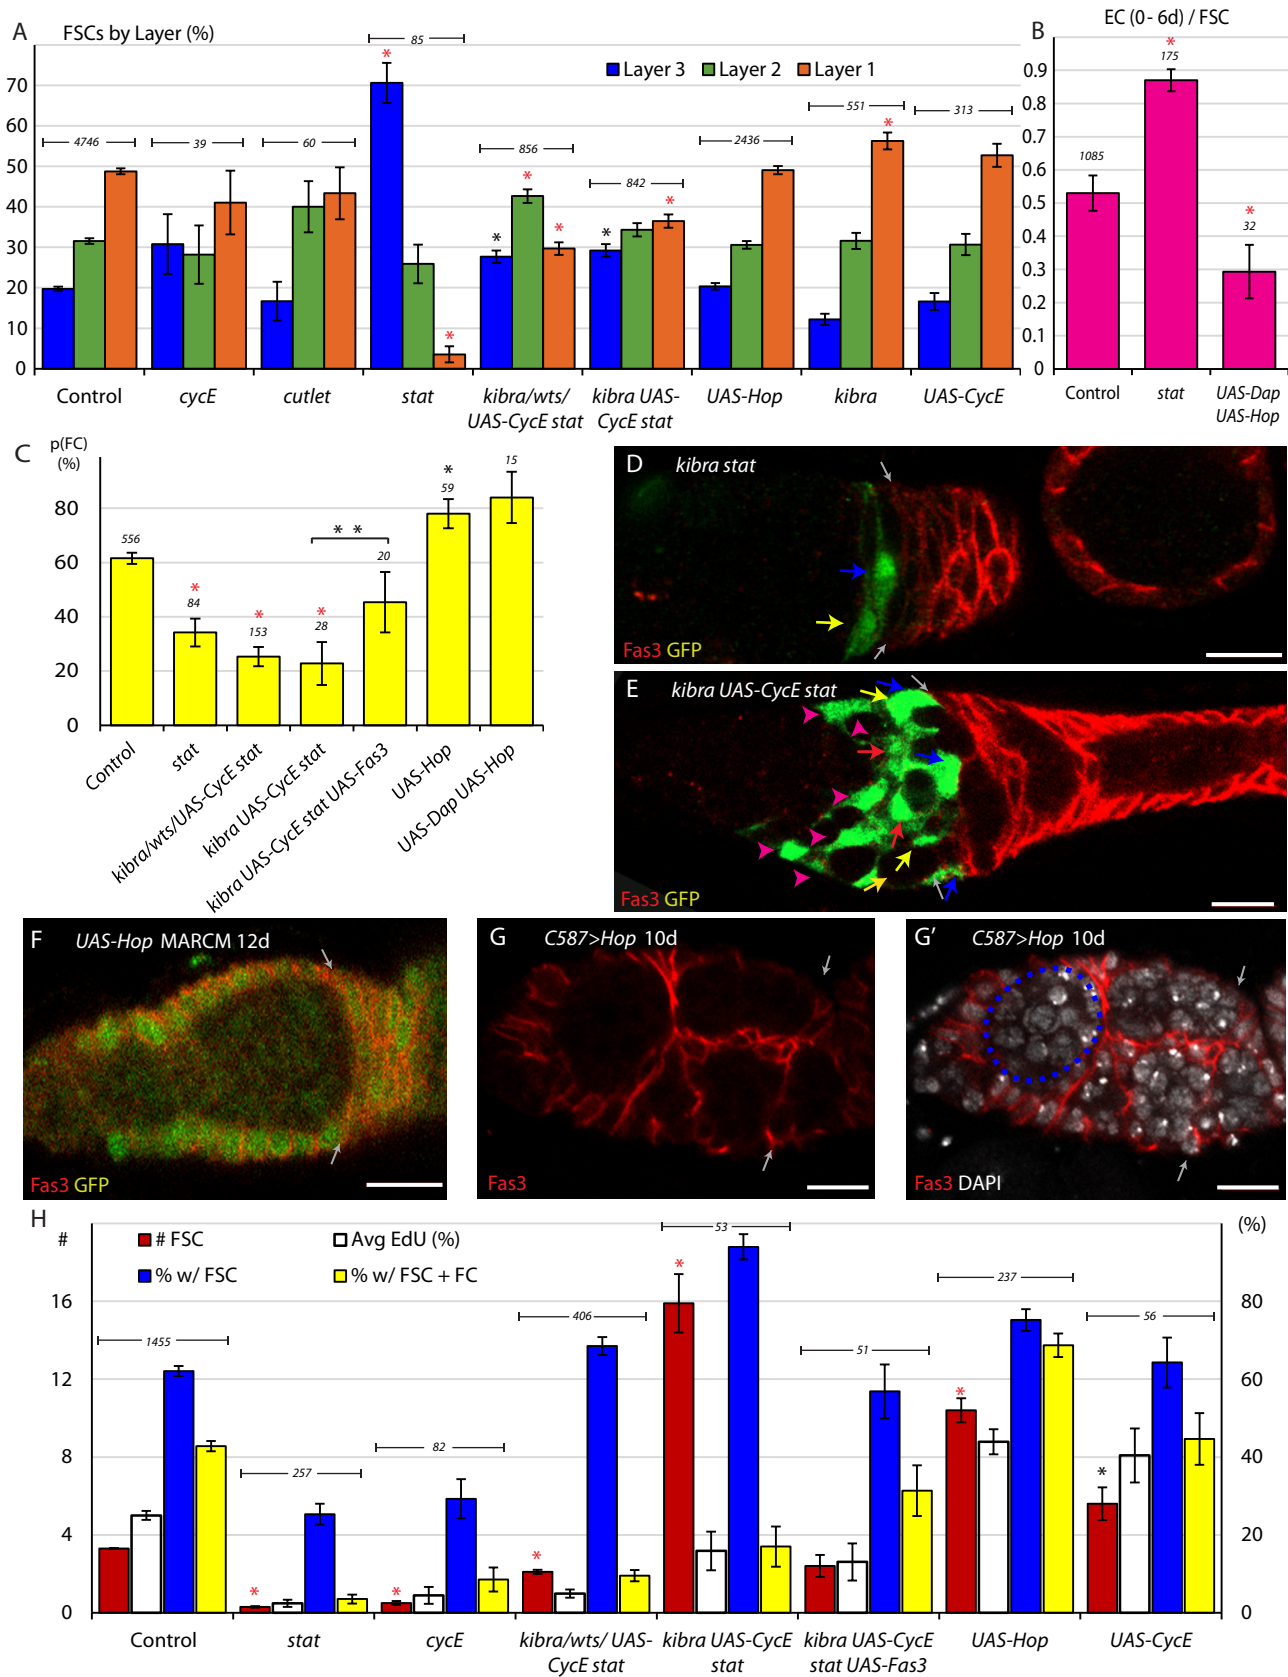 A
FSCs by Layer (%)
Layer 3
Layer 2
Layer 1
70
60
50
40
30
20
10
0
4746
39
60
85
*
*
856
*
*
*
842
*
*
2436
551
*
313
Control
cycE
cutlet
stat
kibra/wts/
UAS-CycE stat
kibra UAS-
CycE stat
UAS-Hop
kibra
UAS-CycE
B
EC (0- 6d) / FSC
0.9
0.8
0.7
0.6
0.5
0.4
0.3
0.2
0.1
0
1085
*
175
*
32
Control
stat
UAS-Dap
UAS-Hop
C
p(FC)
(%)
80
60
40
20
0
556
*
84
*
153
*
28
* *
20
*
59
15
Control
stat
kibra/wts/UAS-CycE stat
kibra UAS-CycE stat
kibra UAS-CycE stat UAS-Fas3
UAS-Hop
UAS-Dap UAS-Hop
D
kibra stat
Fas3 GFP
E
kibra UAS-CycE stat
Fas3 GFP
F
UAS-Hop MARCM 12d
Fas3 GFP
G
C587>Hop 10d
Fas3
G'
C587>Hop 10d
Fas3 DAPI
H
#
(%)
# FSC
Avg EdU (%)
% w/ FSC
% w/ FSC + FC
16
12
8
4
0
80
60
40
20
0
1455
257
*
82
*
406
*
53
*
51
237
*
56
*
Control
stat
cycE
kibra/wts/ UAS-
CycE stat
kibra UAS-CycE
stat
kibra UAS-CycE
stat UAS-Fas3
UAS-Hop
UAS-CycE